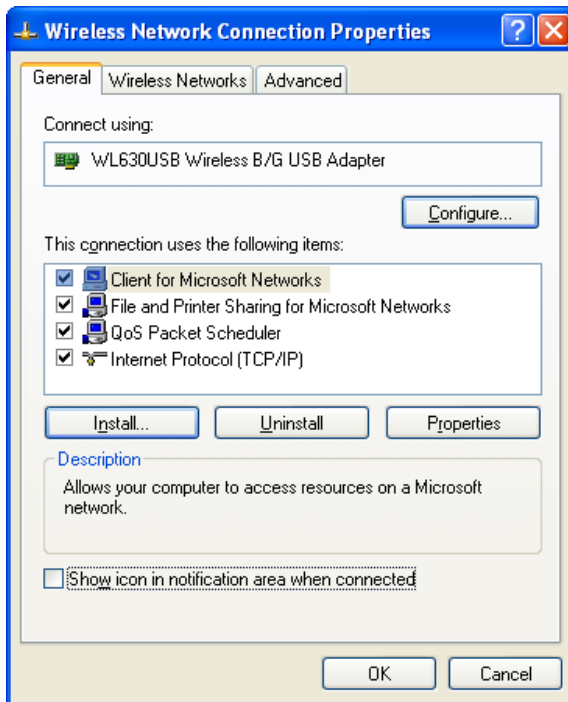 Wireless Network Connection Properties
General Wireless Networks Advanced
Connect using:
WL630USB Wireless B/G USB Adapter
Configure...
This connection uses the following items:
Client for Microsoft Networks
File and Printer Sharing for Microsoft Networks
QoS Packet Scheduler
Internet Protocol (TCP/IP)
Install... Uninstall Properties
Description
Allows your computer to access resources on a Microsoft
network.
Show icon in notification area when connected
OK Cancel